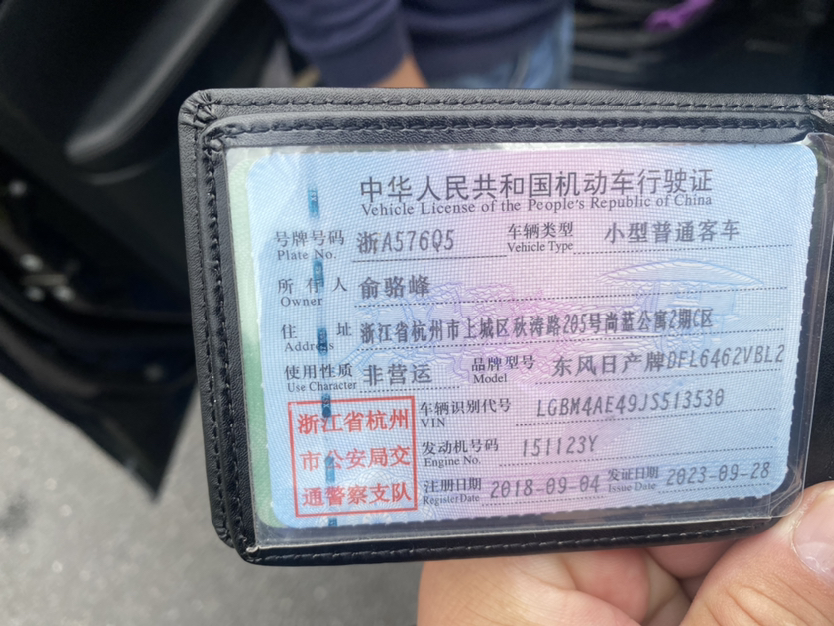 中华人民共和国机动车行驶证
Vehicle License of the People's Republic of China
号牌号码 浙A576Q5 车辆类型 小型普通客车
Plate No. Vehicle Type
所有人 俞骆峰
Owner
住址 浙江省杭州市上城区秋涛路205号尚蓝公寓2期C区
Address
使用性质 非营运 品牌型号 东风日产牌DFL6462VBL2
Use Character Model
浙江省杭州 车辆识别代号 LGBM4AE49JS513530
VIN
市公安局交 发动机号码 151123Y
Engine No.
通警察支队 注册日期 2018-09-04 发证日期 2023-09-28
Register Date Issue Date